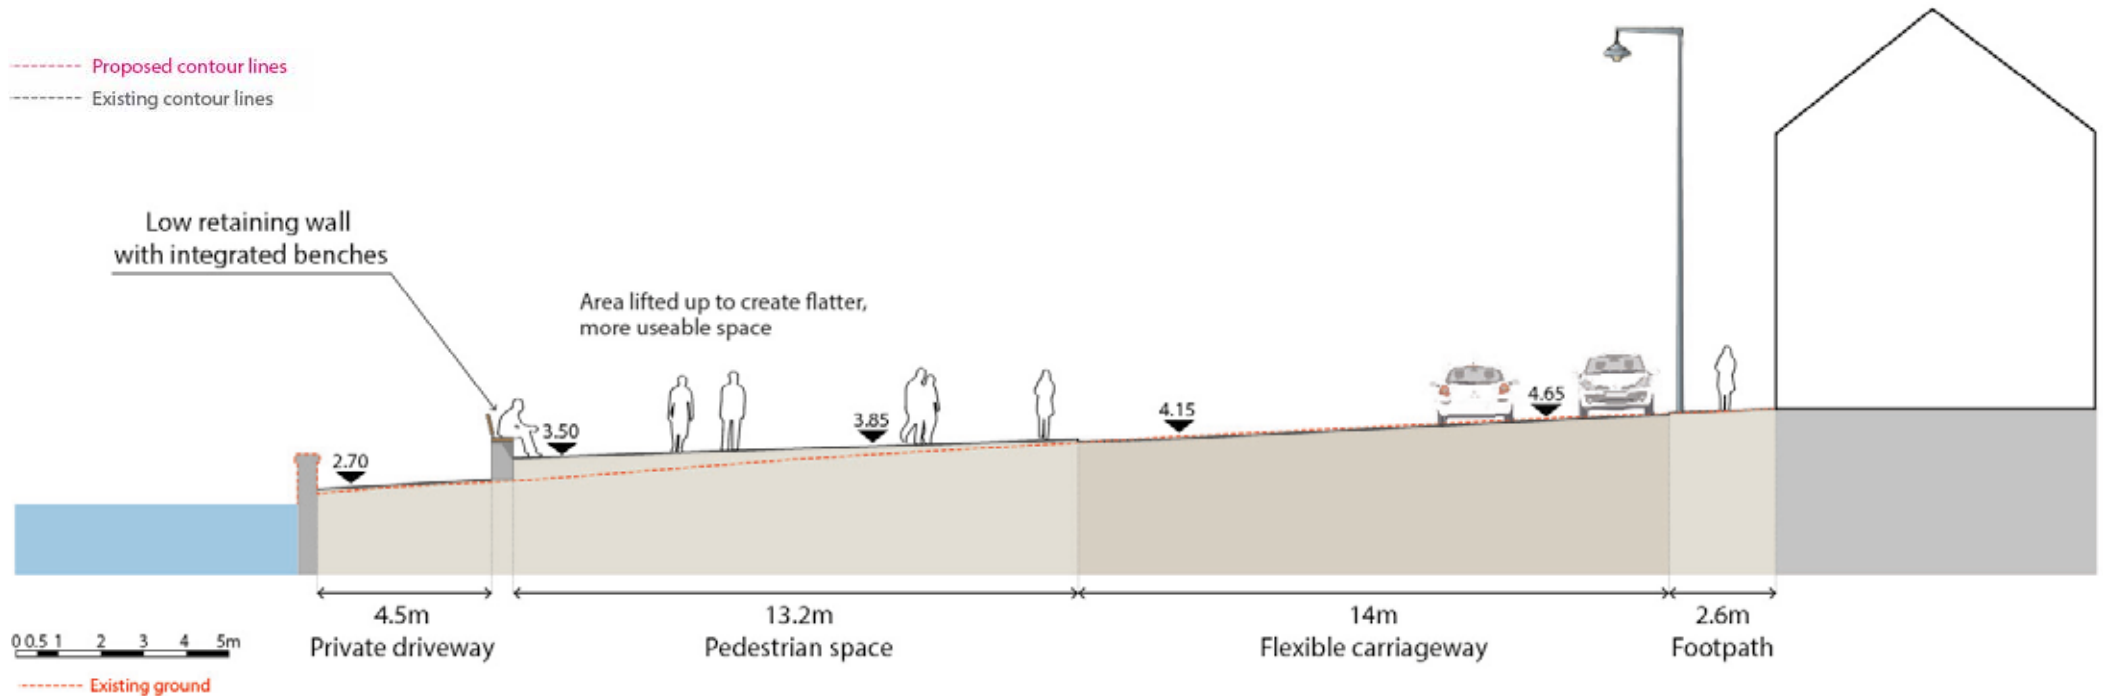 Proposed contour lines
Existing contour lines
Low retaining wall
with integrated benches
Area lifted up to create flatter,
more useable space
2.70
3.50
3.85
4.15
4.65
4.5m
13.2m
14m
2.6m
Private driveway
Pedestrian space
Flexible carriageway
Footpath
0 0.5 1 2 3 4 5m
Existing ground